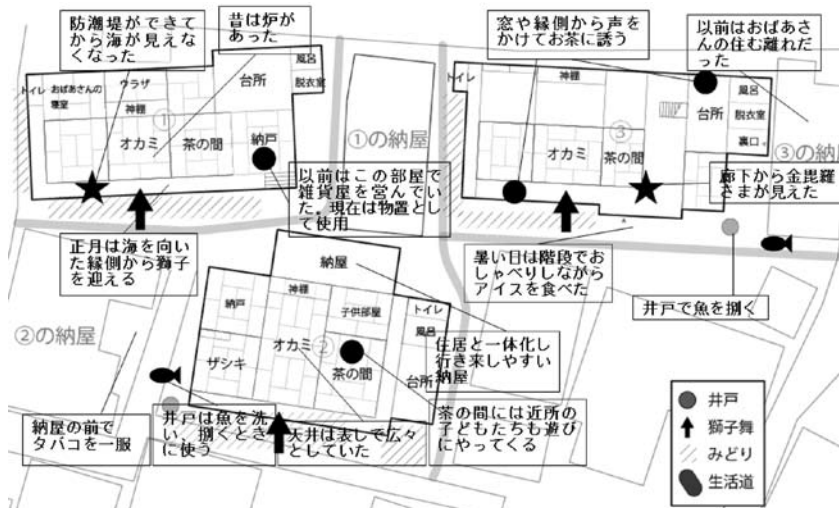 防潮堤ができて
から海が見えな
くなった
昔は炉が
あった
窓や縁側から声を
かけてお茶に誘う
以前はおばあさ
んの住む離れだ
った
トイレ
おばあさんの
寝室
ウラザ
神棚
①
オカミ
茶の間
台所
納戸
風呂
脱衣室
①の納屋
トイレ
神棚
③
オカミ
茶の間
台所
風呂
脱衣室
裏口
③の納屋
以前はこの部屋で
雑貨屋を営んでい
た。現在は物置とし
て使用
廊下から金毘羅
さまが見えた
正月は海を向い
た縁側から獅子
を迎える
暑い日は階段でお
しゃべりしながら
アイスを食べた
井戸で魚を捌く
②の納屋
納屋
納戸
神棚
子供部屋
トイレ
風呂
ザシキ
オカミ
②
茶の間
台所
住居と一体化し
行き来しやすい
納屋
納屋の前で
タバコを一服
井戸は魚を洗
い、捌くとき
に使う
天井は表しで広々
としていた
茶の間には近所の
子どもたちも遊び
にやってくる
井戸
獅子舞
みどり
生活道